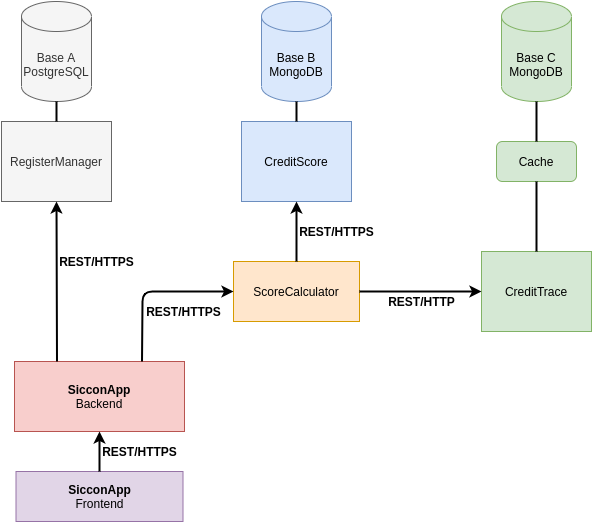 Base A
PostgreSQL
Base B
MongoDB
Base C
MongoDB
RegisterManager
CreditScore
Cache
REST/HTTPS
REST/HTTPS
ScoreCalculator
CreditTrace
REST/HTTP
REST/HTTPS
SicconApp
Backend
REST/HTTPS
SicconApp
Frontend